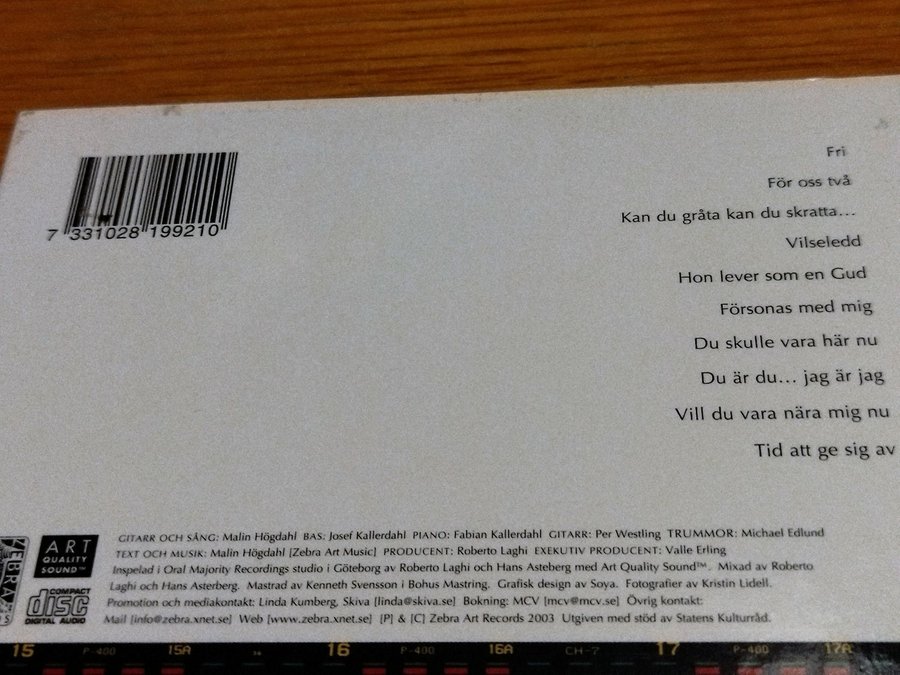 Fri
För oss två
Kan du gråta kan du skratta...
Vilseledd
Hon lever som en Gud
Försonas med mig
Du skulle vara här nu
Du är du... jag är jag
Vill du vara nära mig nu
Tid att ge sig av
7 331028 199210
ZEBRA
ART
QUALITY
SOUND™
COMPACT
disc
DIGITAL AUDIO
GITARR OCH SÅNG: Malin Högdahl BAS: Josef Kallerdahl PIANO: Fabian Kallerdahl GITARR: Per Westling TRUMMOR: Michael Edlund
TEXT OCH MUSIK: Malin Högdahl [Zebra Art Music] PRODUCENT: Roberto Laghi EXEKUTIV PRODUCENT: Valle Erling
Inspelad i Oral Majority Recordings studio i Göteborg av Roberto Laghi och Hans Asteberg med Art Quality Sound™. Mixad av Roberto
Laghi och Hans Asterberg. Mastrad av Kenneth Svensson i Bohus Mastring. Grafisk design av Soya. Fotografier av Kristin Lidell.
Promotion och mediakontakt: Linda Kumberg, Skiva [linda@skiva.se] Bokning: MCV [mcv@mcv.se] Övrig kontakt:
Mail [info@zebra.xnet.se] Web [www.zebra.xnet.se] [P] & [C] Zebra Art Records 2003 Utgiven med stöd av Statens Kulturråd.
15 P-400 15A 16 P-400 16A CH-7 17 P-400 17A